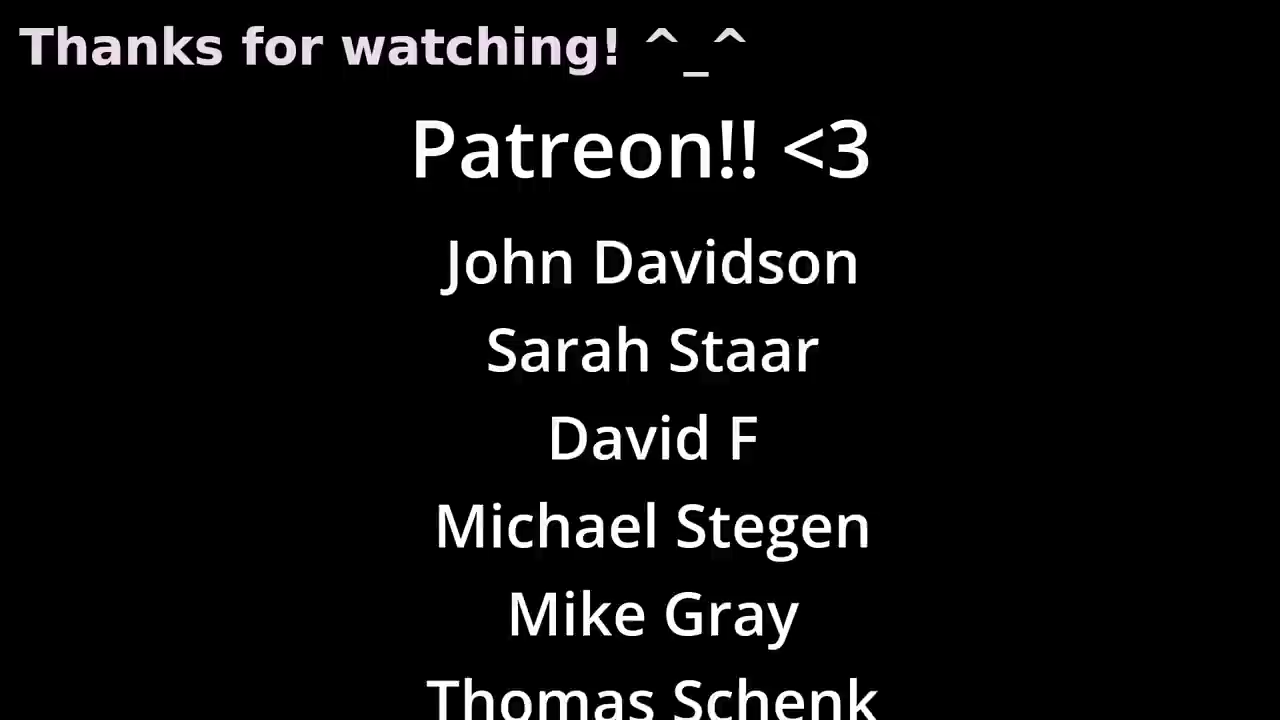 Thanks for watching! ^_^
Patreon!! <3
John Davidson
Sarah Staar
David F
Michael Stegen
Mike Gray
Thomas Schenk